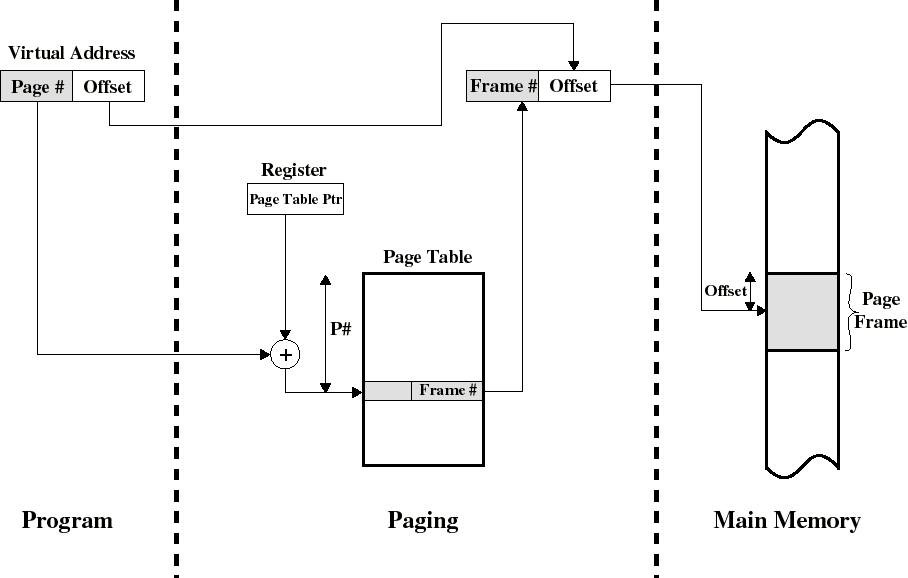 Virtual Address
Page # Offset
Frame # Offset
Register
Page Table Ptr
Page Table
P#
+
Frame #
Offset
Page
Frame
Program Paging Main Memory